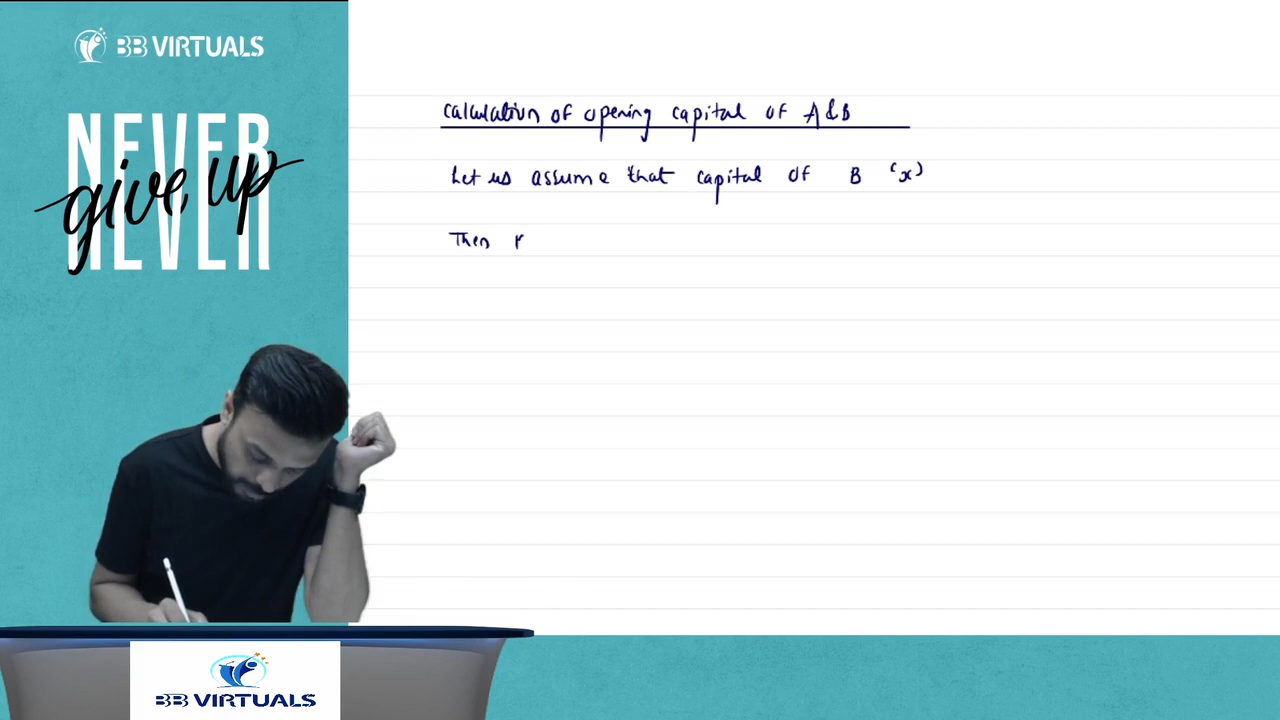 BB VIRTUALS
NEVER
give up
NEVER
Calculation of opening capital of A & B
Let us assume that capital of B (x)
Then
BB VIRTUALS